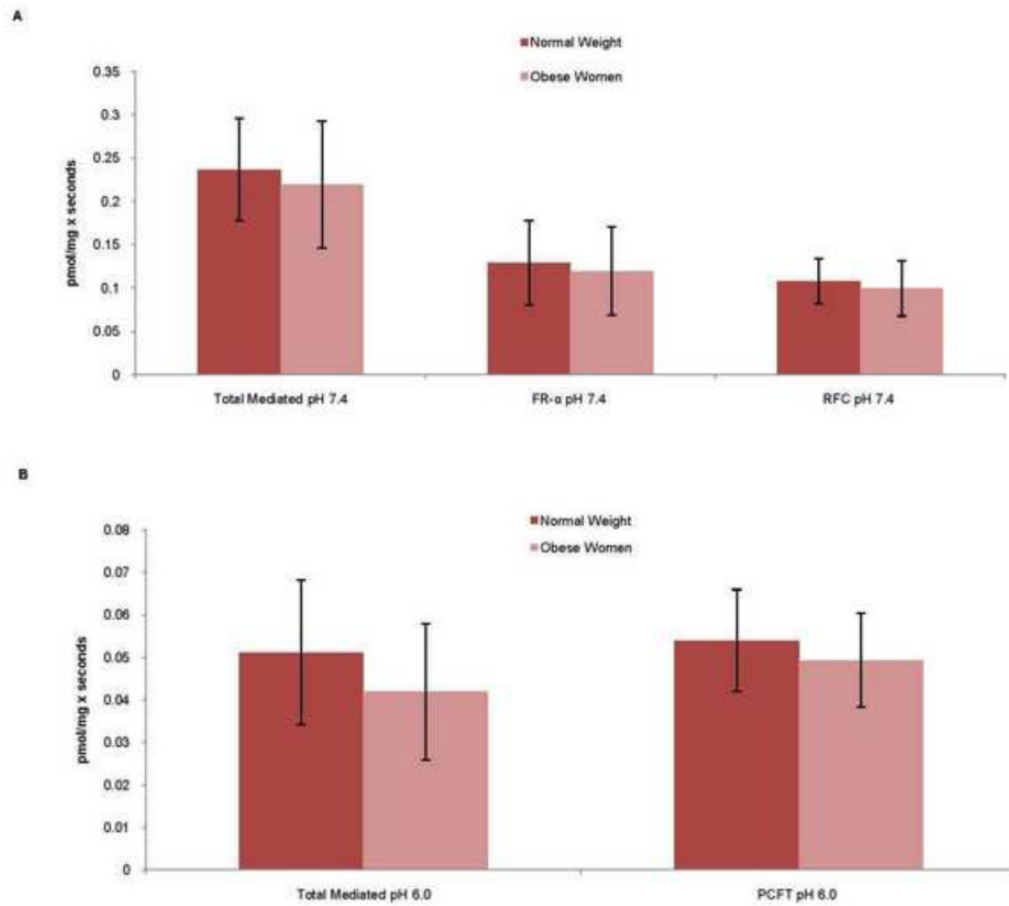 A
Normal Weight
Obese Women
0.35
0.3
0.25
0.2
0.15
0.1
0.05
0
pmol/mg x seconds
Total Mediated pH 7.4 FR-α pH 7.4 RFC pH 7.4
B
Normal Weight
Obese Women
0.08
0.07
0.06
0.05
0.04
0.03
0.02
0.01
0
pmol/mg x seconds
Total Mediated pH 6.0 PCFT pH 6.0